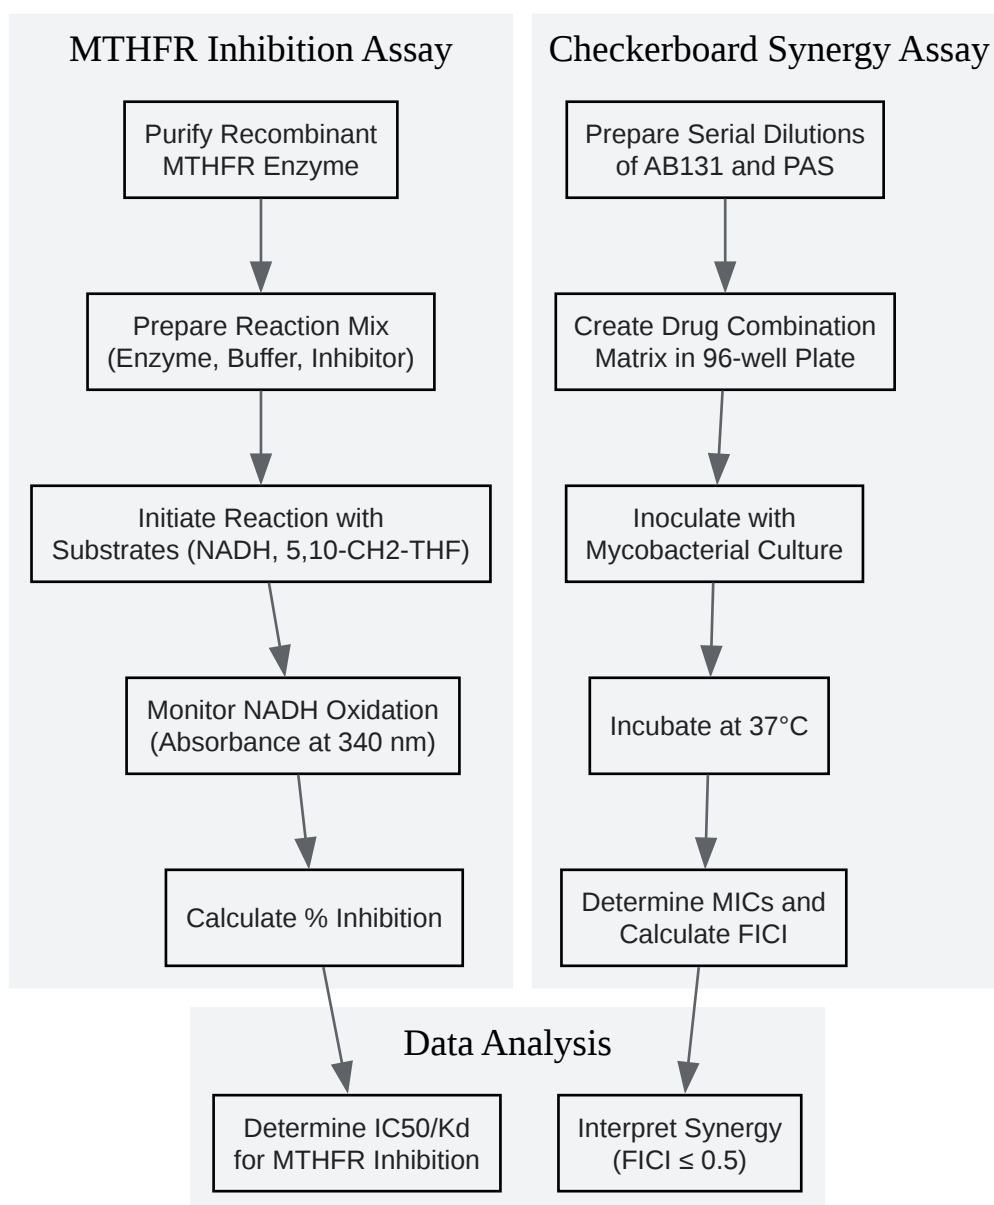 MTHFR Inhibition Assay
Purify Recombinant
MTHFR Enzyme
Prepare Reaction Mix
(Enzyme, Buffer, Inhibitor)
Initiate Reaction with
Substrates (NADH, 5,10-CH2-THF)
Monitor NADH Oxidation
(Absorbance at 340 nm)
Calculate % Inhibition
Checkerboard Synergy Assay
Prepare Serial Dilutions
of AB131 and PAS
Create Drug Combination
Matrix in 96-well Plate
Inoculate with
Mycobacterial Culture
Incubate at 37°C
Determine MICs and
Calculate FICI
Data Analysis
Determine IC50/Kd
for MTHFR Inhibition
Interpret Synergy
(FICI ≤ 0.5)